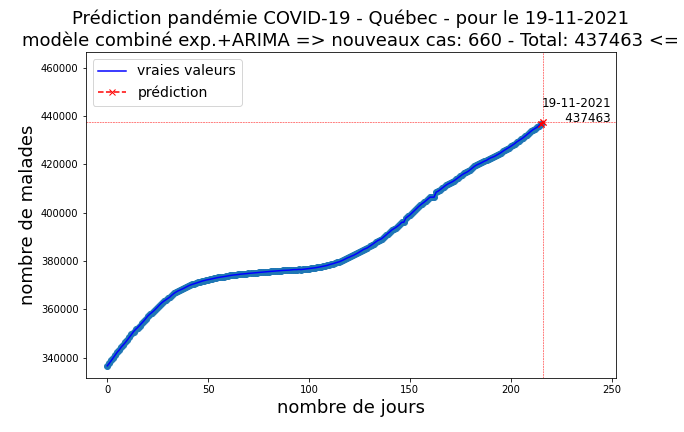 Prédiction pandémie COVID-19 - Québec - pour le 19-11-2021
modèle combiné exp.+ARIMA => nouveaux cas: 660 - Total: 437463 <=
vraies valeurs
prédiction
19-11-2021
437463
460000
440000
420000
400000
380000
360000
340000
nombre de malades
0 50 100 150 200 250
nombre de jours